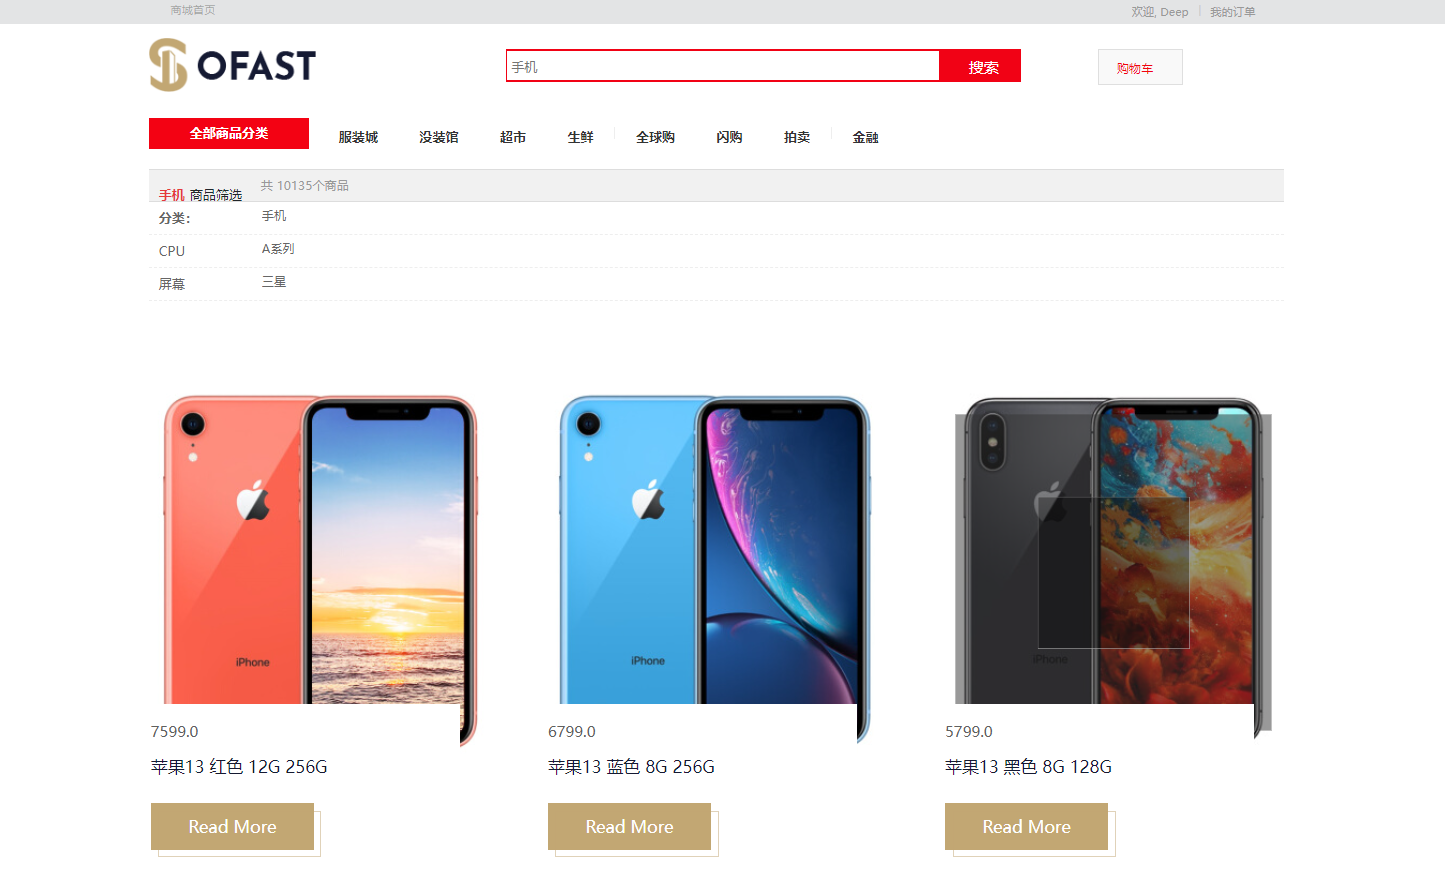 商城首页 欢迎, Deep 我的订单
S OFAST 手机 搜索 购物车
全部商品分类 服装城 没装馆 超市 生鲜 全球购 闪购 拍卖 金融
手机 商品筛选 共 10135个商品
分类: 手机
CPU A系列
屏幕 三星
iPhone iPhone iPhone
7599.0 6799.0 5799.0
苹果13 红色 12G 256G 苹果13 蓝色 8G 256G 苹果13 黑色 8G 128G
Read More Read More Read More